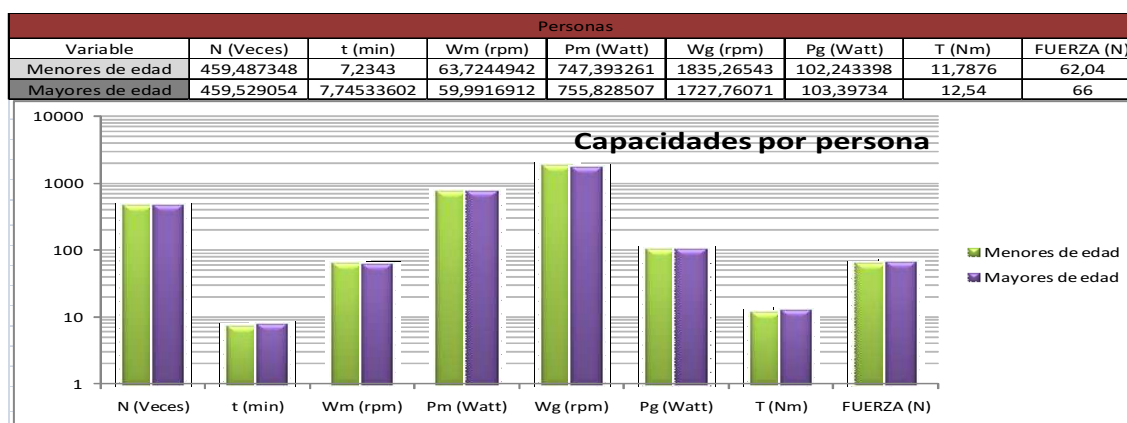 Personas
Variable N (Veces) t (min) Wm (rpm) Pm (Watt) Wg (rpm) Pg (Watt) T (Nm) FUERZA (N)
Menores de edad 459,487348 7,2343 63,7244942 747,393261 1835,26543 102,243398 11,7876 62,04
Mayores de edad 459,529054 7,74533602 59,9916912 755,828507 1727,76071 103,39734 12,54 66
Capacidades por persona
10000
1000
100
10
1
N (Veces) t (min) Wm (rpm) Pm (Watt) Wg (rpm) Pg (Watt) T (Nm) FUERZA (N)
Menores de edad
Mayores de edad